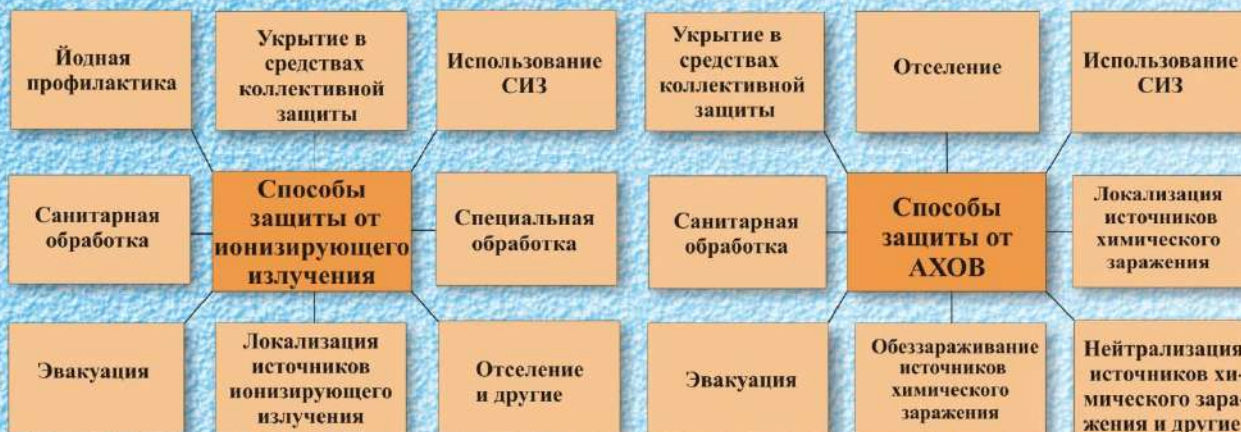 Йодная
профилактика
Укрытие в
средствах
коллективной
защиты
Использование
СИЗ
Санитарная
обработка
Способы
защиты от
ионизирующего
излучения
Специальная
обработка
Эвакуация
Локализация
источников
ионизирующего
излучения
Отселение
и другие
Укрытие в
средствах
коллективной
защиты
Отселение
Использование
СИЗ
Санитарная
обработка
Способы
защиты от
АХОВ
Локализация
источников
химического
заражения
Эвакуация
Обеззараживание
источников
химического
заражения
Нейтрализация
источников хи-
мического зара-
жения и другие